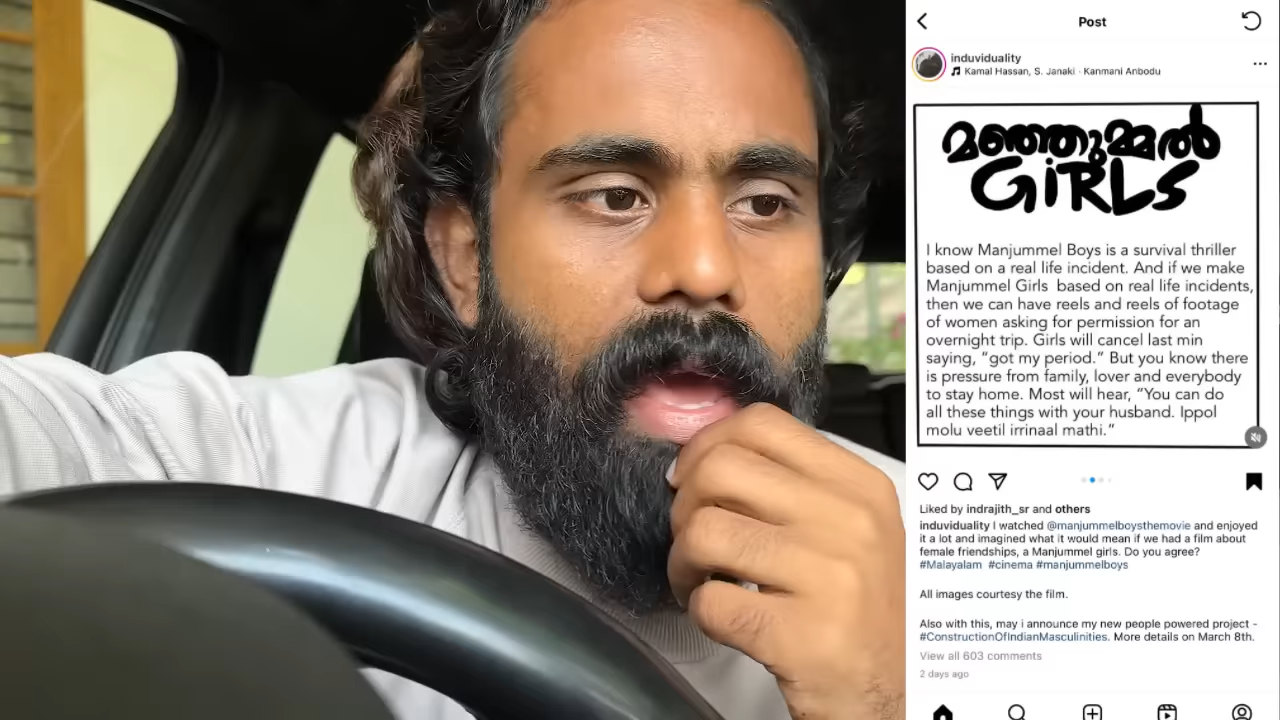 Post
induviduality
Kamal Hassan, S. Janaki · Kanmani Anbodu
മഞ്ഞുമ്മൽ
GiRLS
I know Manjummel Boys is a survival thriller
based on a real life incident. And if we make
Manjummel Girls based on real life incidents,
then we can have reels and reels of footage
of women asking for permission for an
overnight trip. Girls will cancel last min
saying, “got my period.” But you know there
is pressure from family, lover and everybody
to stay home. Most will hear, “You can do
all these things with your husband. Ippol
molu veetil irrinaal mathi.”
Liked by indrajith_sr and others
induviduality I watched @manjummelboysthemovie and enjoyed
it a lot and imagined what it would mean if we had a film about
female friendships, a Manjummel girls. Do you agree?
#Malayalam #cinema #manjummelboys
All images courtesy the film.
Also with this, may i announce my new people powered project -
#ConstructionOfIndianMasculinities. More details on March 8th.
View all 603 comments
2 days ago